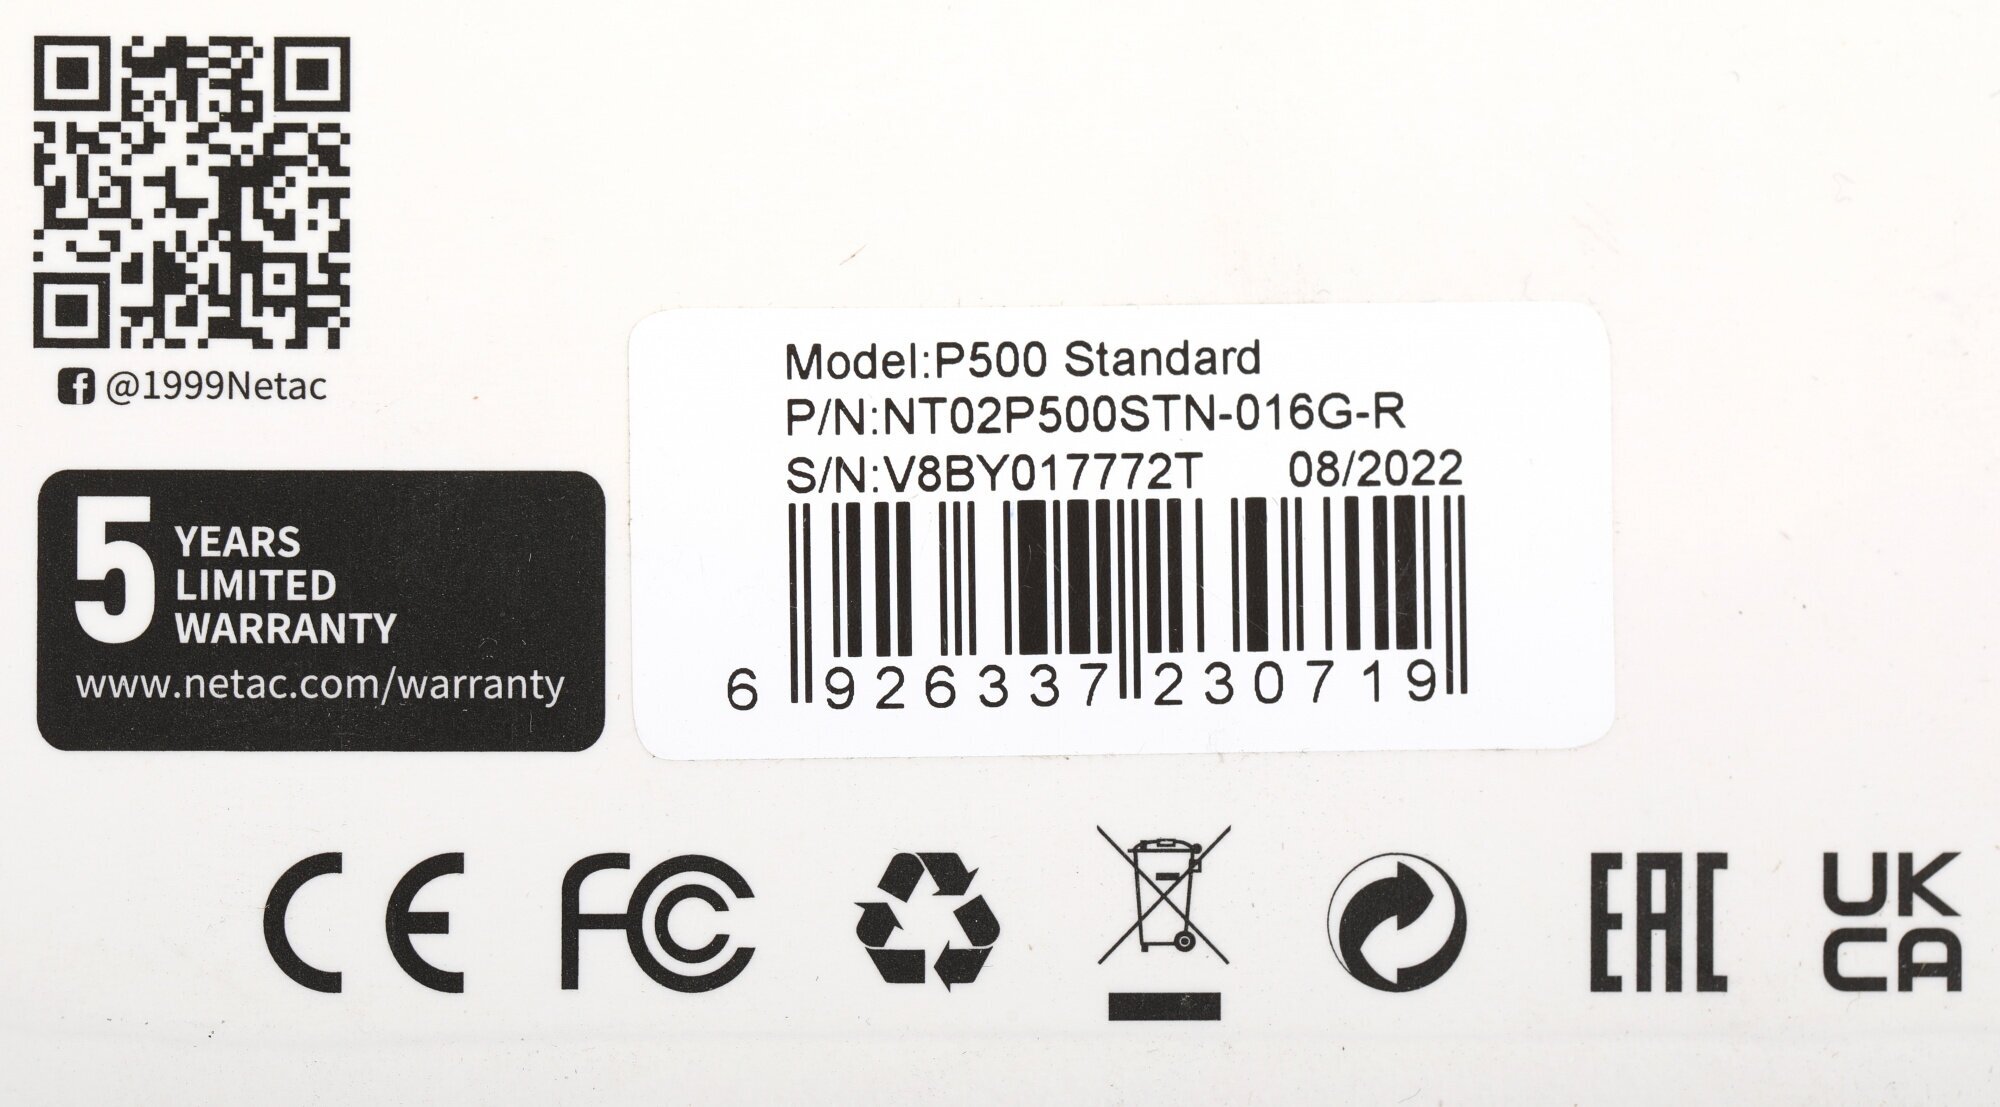 @1999Netac
5 YEARS
LIMITED
WARRANTY
www.netac.com/warranty
Model:P500 Standard
P/N:NT02P500STN-016G-R
S/N:V8BY017772T 08/2022
6 926337 230719
CE FC EAC UK
CA